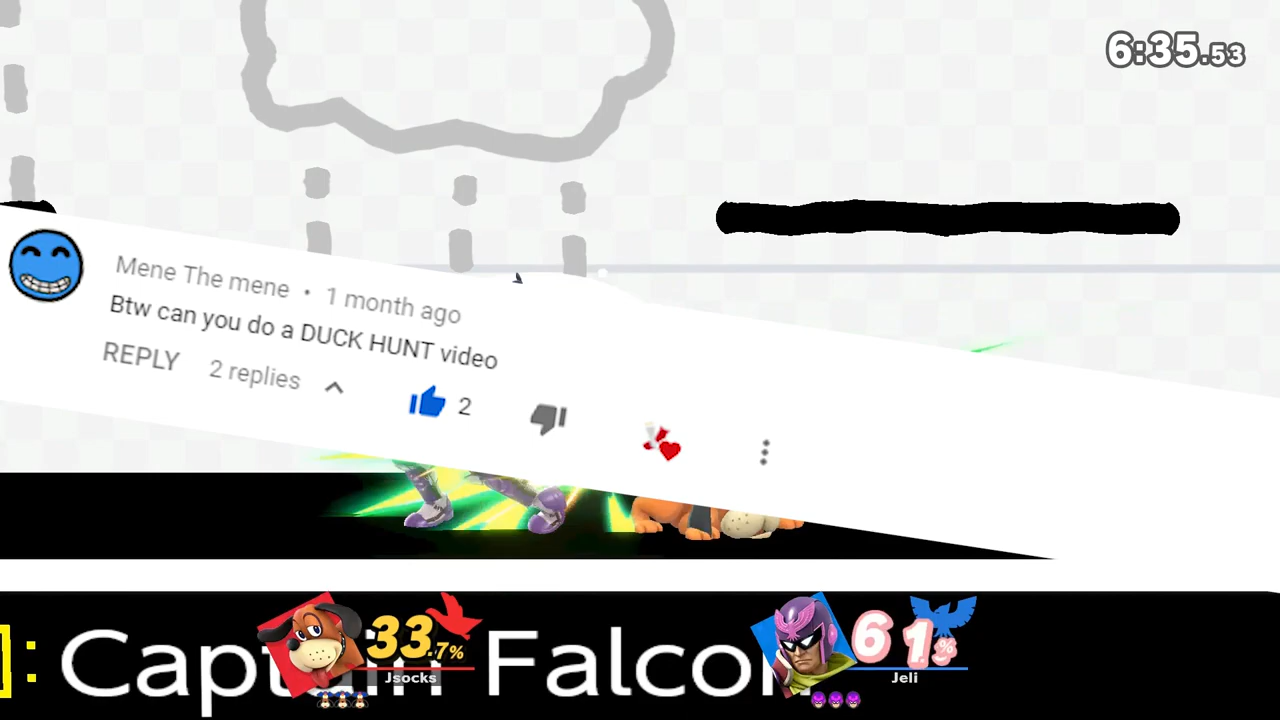 6:35.53
Mene The mene • 1 month ago
Btw can you do a DUCK HUNT video
REPLY 2 replies
2
: Captain Falcon
33.7%
Jsocks
61
%
Jeli